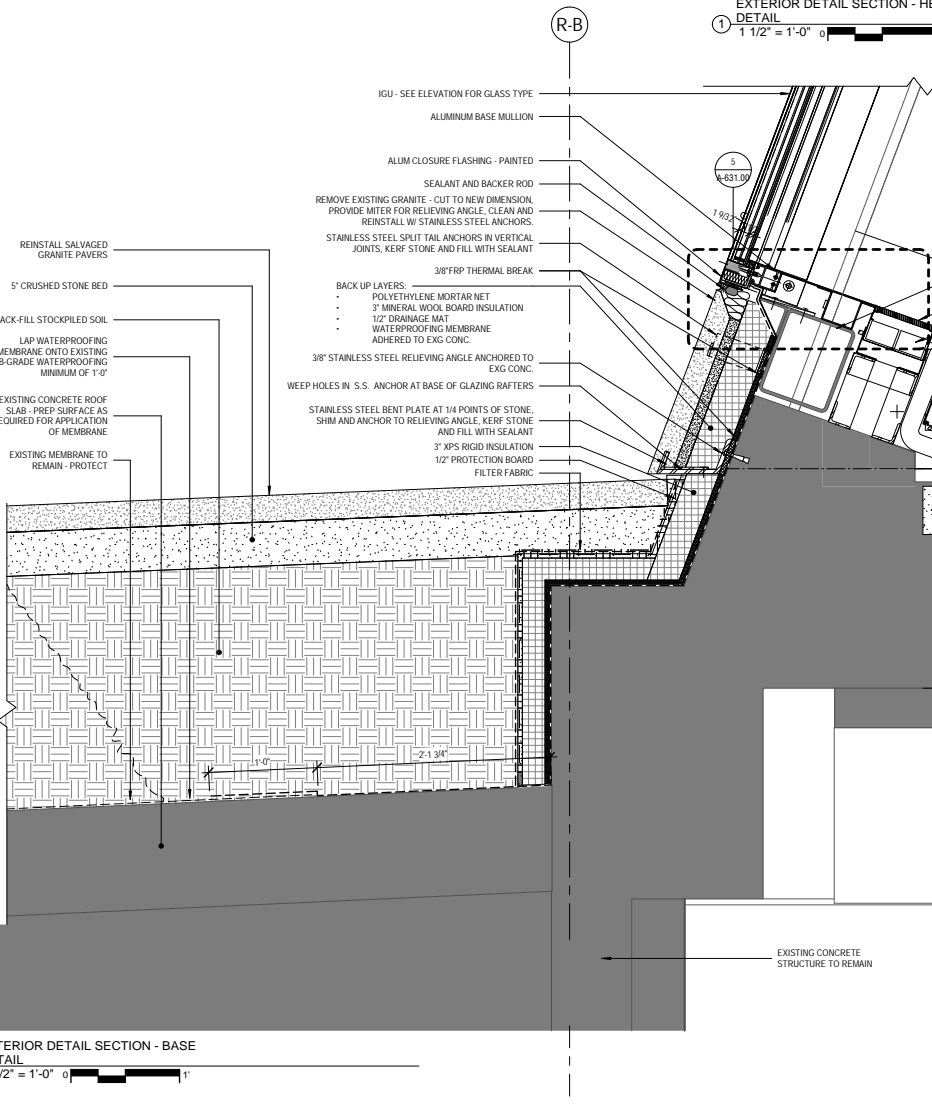 EXTERIOR DETAIL SECTION - HE
DETAIL
1
1 1/2" = 1'-0"
0
R-B
IGU - SEE ELEVATION FOR GLASS TYPE
ALUMINUM BASE MULLION
ALUM CLOSURE FLASHING - PAINTED
SEALANT AND BACKER ROD
REMOVE EXISTING GRANITE - CUT TO NEW DIMENSION,
PROVIDE MITER FOR RELIEVING ANGLE, CLEAN AND
REINSTALL W/ STAINLESS STEEL ANCHORS.
STAINLESS STEEL SPLIT TAIL ANCHORS IN VERTICAL
JOINTS, KERF STONE AND FILL WITH SEALANT
3/8"FRP THERMAL BREAK
BACK UP LAYERS:
- POLYETHYLENE MORTAR NET
- 3" MINERAL WOOL BOARD INSULATION
- 1/2" DRAINAGE MAT
- WATERPROOFING MEMBRANE
ADHERED TO EXG CONC.
3/8" STAINLESS STEEL RELIEVING ANGLE ANCHORED TO
EXG CONC.
WEEP HOLES IN S.S. ANCHOR AT BASE OF GLAZING RAFTERS
STAINLESS STEEL BENT PLATE AT 1/4 POINTS OF STONE,
SHIM AND ANCHOR TO RELIEVING ANGLE, KERF STONE
AND FILL WITH SEALANT
3" XPS RIGID INSULATION
1/2" PROTECTION BOARD
FILTER FABRIC
5
A-631.00
1 9/32"
REINSTALL SALVAGED
GRANITE PAVERS
5" CRUSHED STONE BED
ACK-FILL STOCKPILED SOIL
LAP WATERPROOFING
MEMBRANE ONTO EXISTING
B-GRADE WATERPROOFING
MINIMUM OF 1'-0"
EXISTING CONCRETE ROOF
SLAB - PREP SURFACE AS
EQUIRED FOR APPLICATION
OF MEMBRANE
EXISTING MEMBRANE TO
REMAIN - PROTECT
1'-0"
2'-1 3/4"
EXISTING CONCRETE
STRUCTURE TO REMAIN
TERIOR DETAIL SECTION - BASE
TAIL
/2" = 1'-0"
0
1'